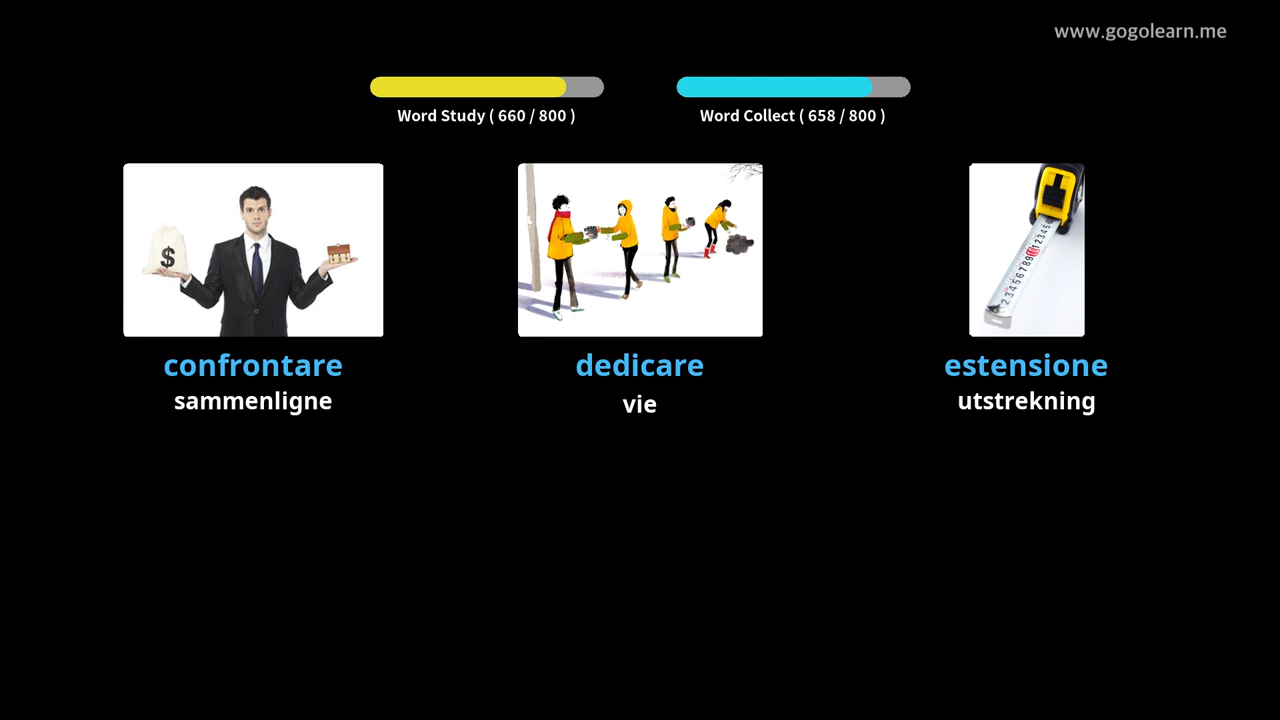 www.gogolearn.me
Word Study ( 660 / 800 )
Word Collect ( 658 / 800 )
$
confrontare
sammenligne
dedicare
vie
estensione
utstrekning